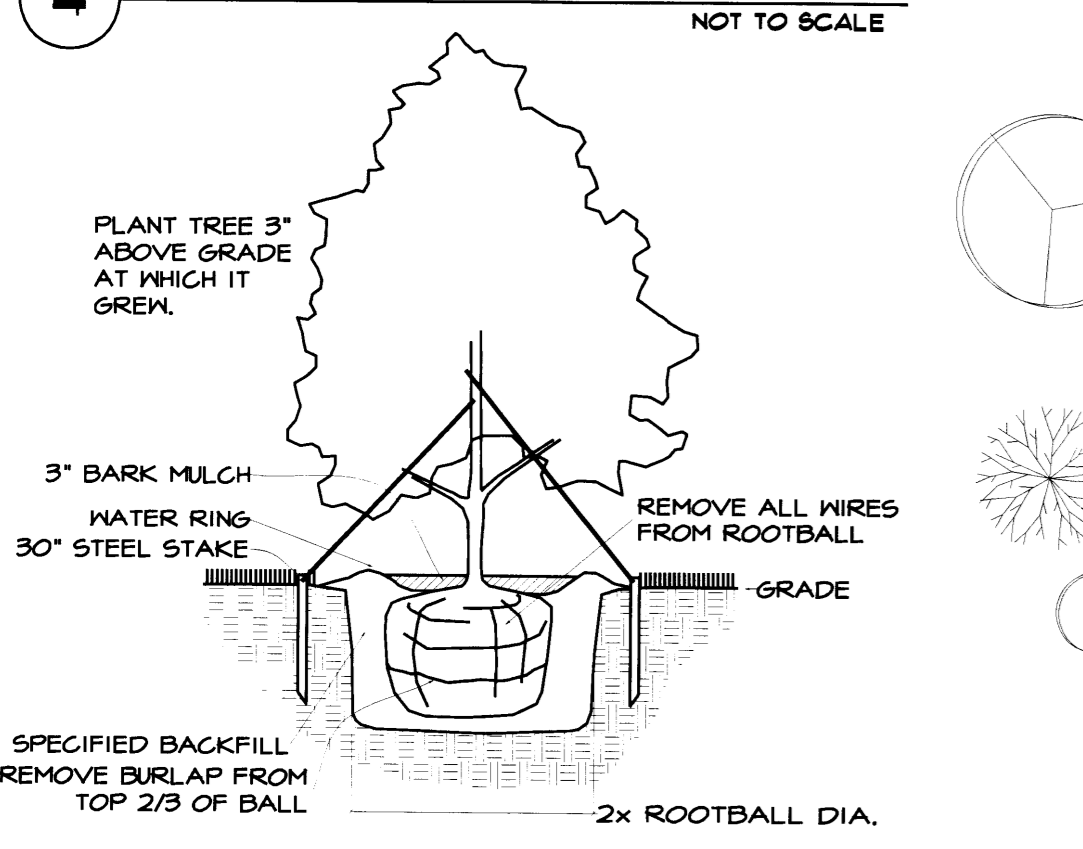 NOT TO SCALE
PLANT TREE 3"
ABOVE GRADE
AT WHICH IT
GREW.
3" BARK MULCH
WATER RING
30" STEEL STAKE
REMOVE ALL WIRES
FROM ROOTBALL
GRADE
SPECIFIED BACKFILL
REMOVE BURLAP FROM
TOP 2/3 OF BALL
2x ROOTBALL DIA.